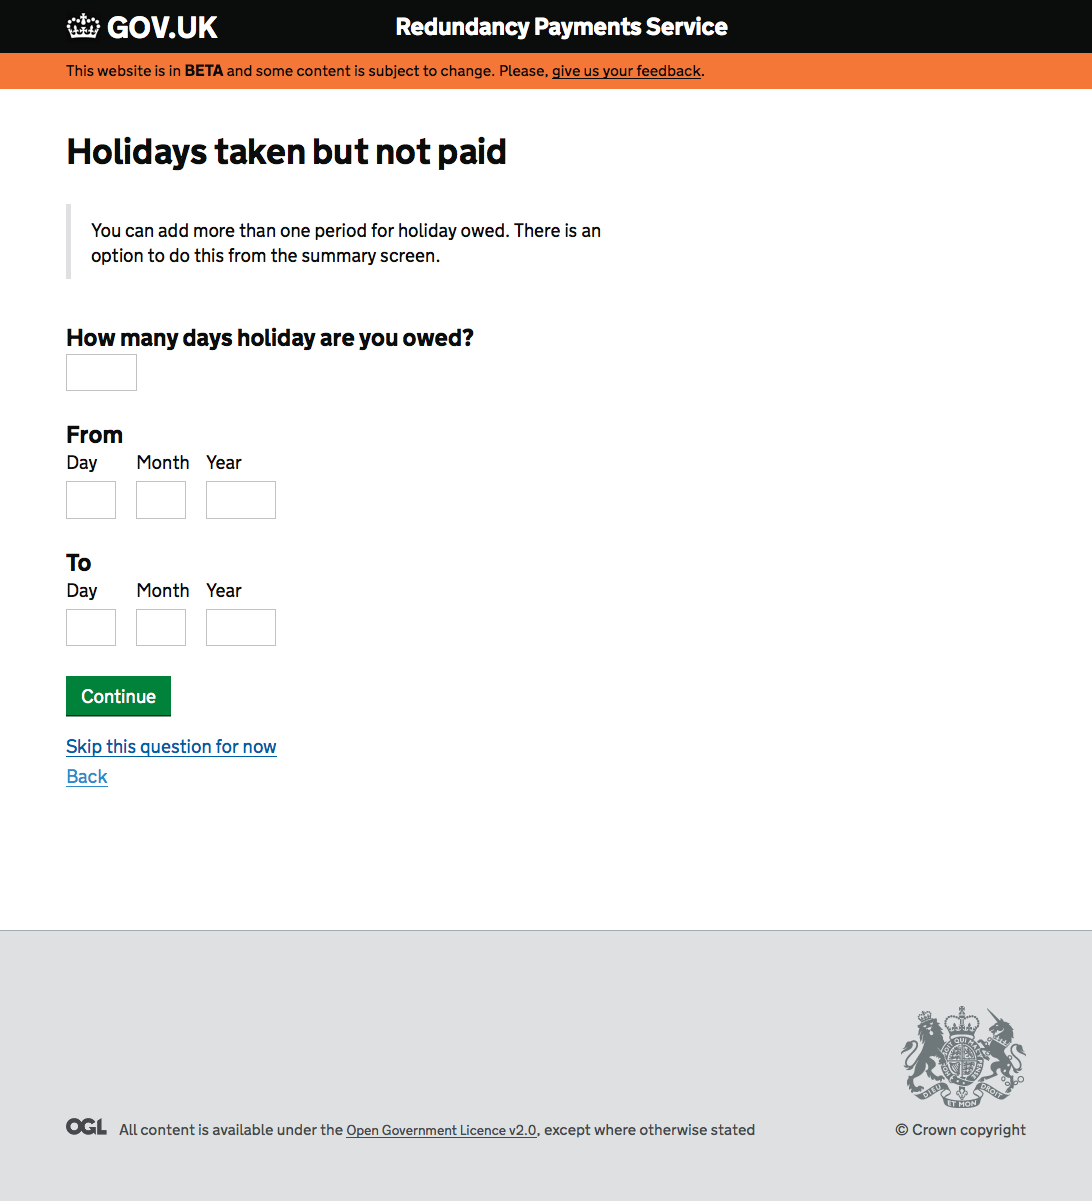 GOV.UK
Redundancy Payments Service
This website is in BETA and some content is subject to change. Please, give us your feedback.
Holidays taken but not paid
You can add more than one period for holiday owed. There is an
option to do this from the summary screen.
How many days holiday are you owed?
From
Day Month Year
To
Day Month Year
Continue
Skip this question for now
Back
DIEU ET MON DROIT
OGL All content is available under the Open Government Licence v2.0, except where otherwise stated
© Crown copyright